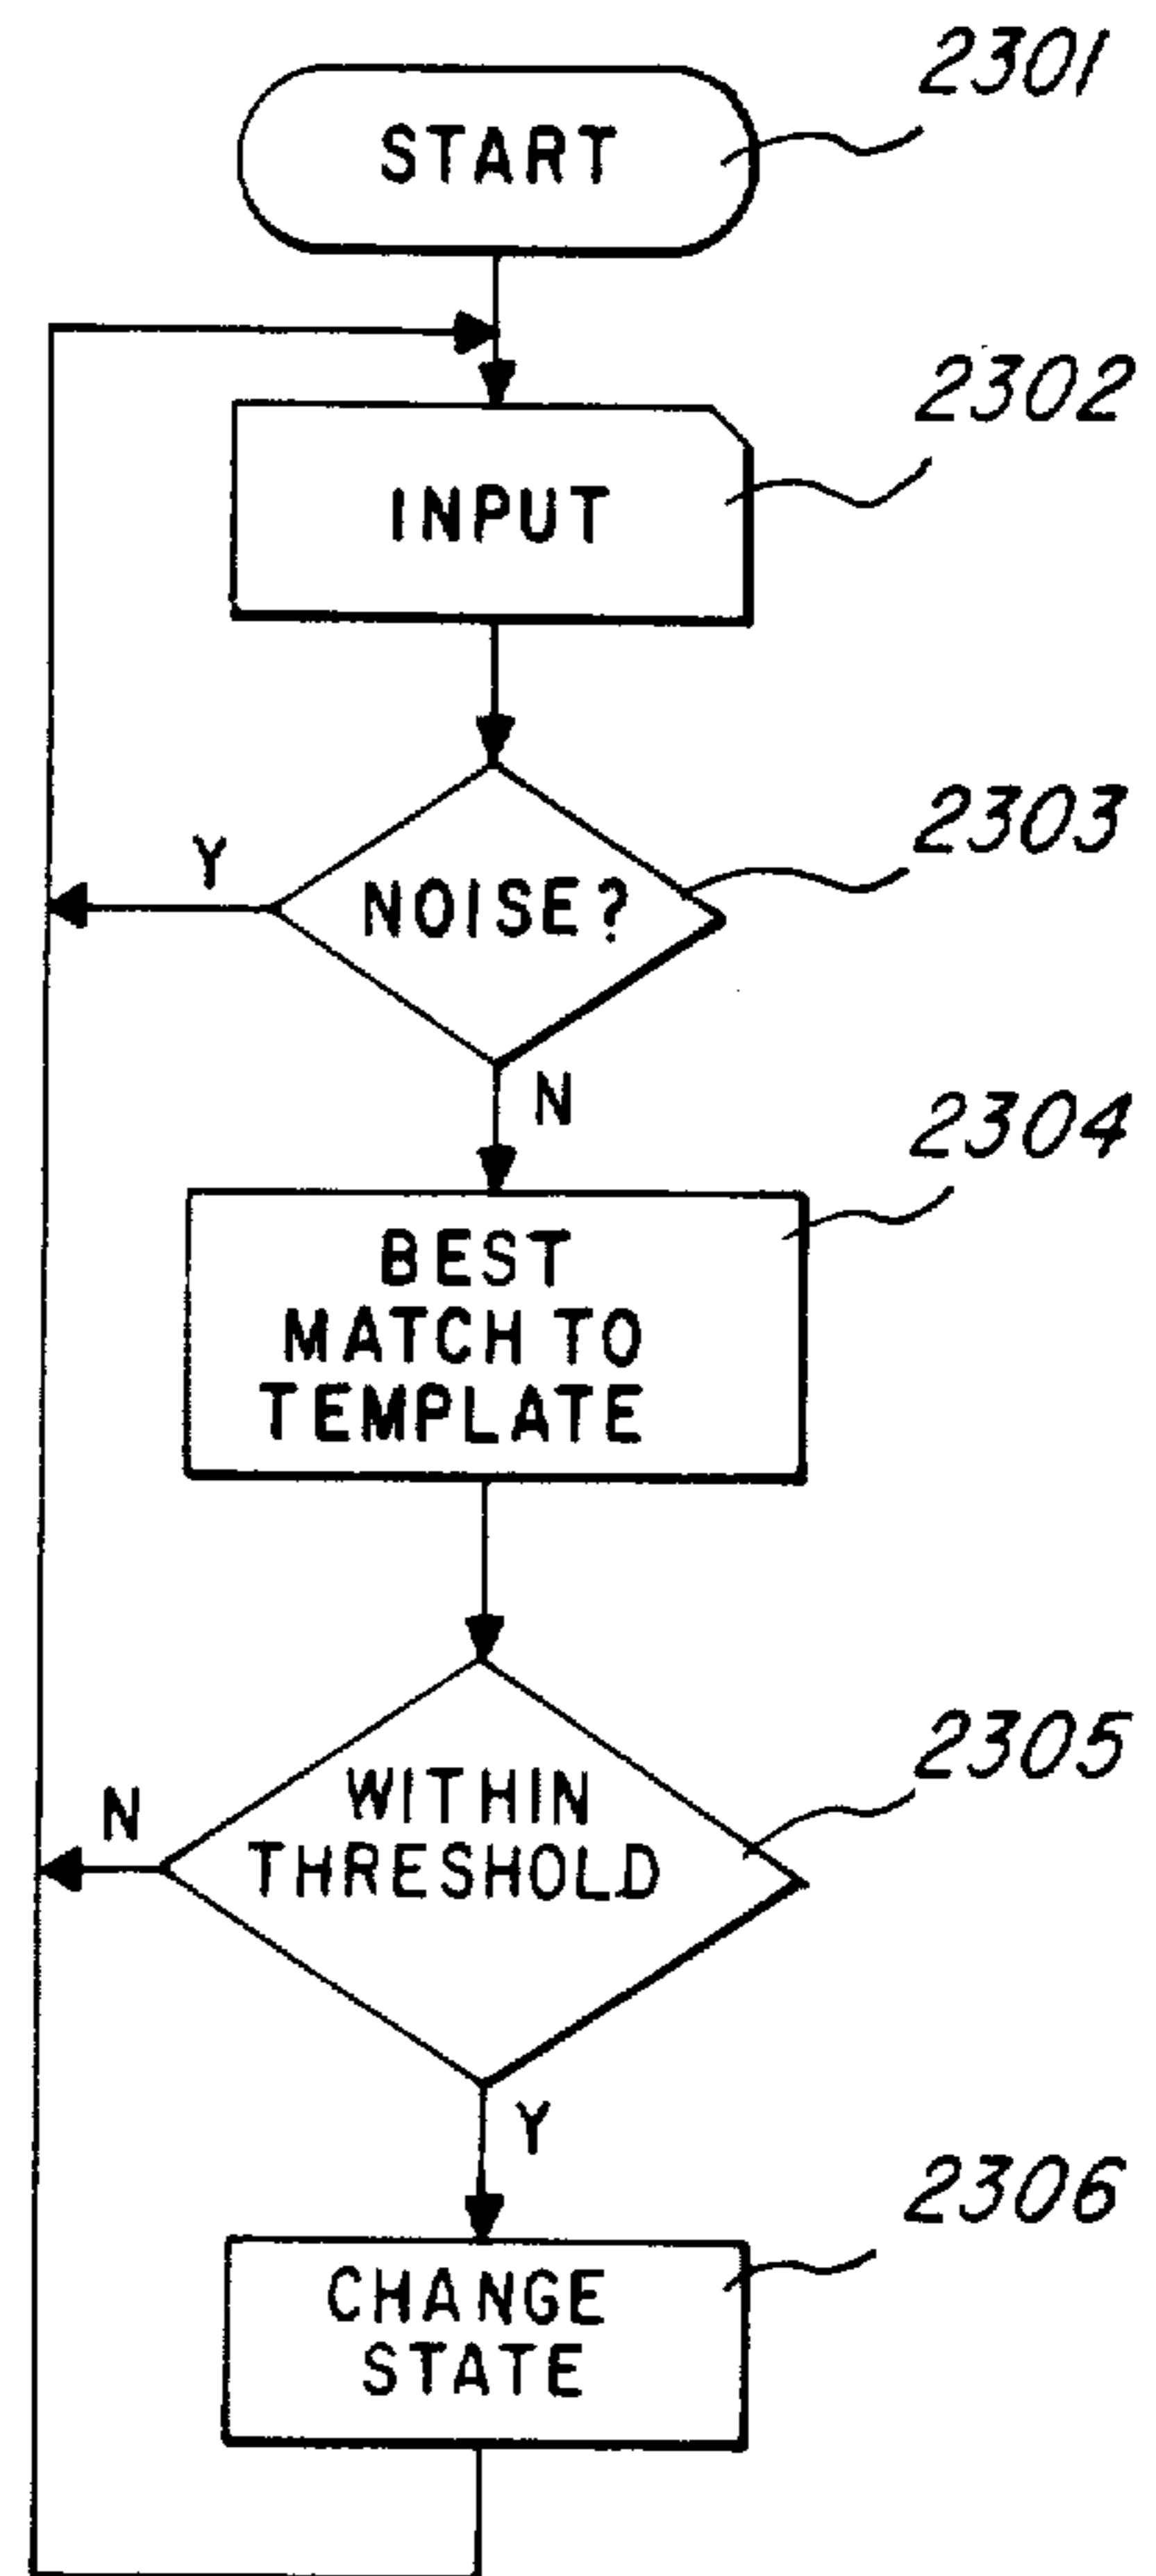 2301
START
2302
INPUT
2303
Y
NOISE?
N
2304
BEST
MATCH TO
TEMPLATE
2305
N
WITHIN
THRESHOLD
Y
2306
CHANGE
STATE